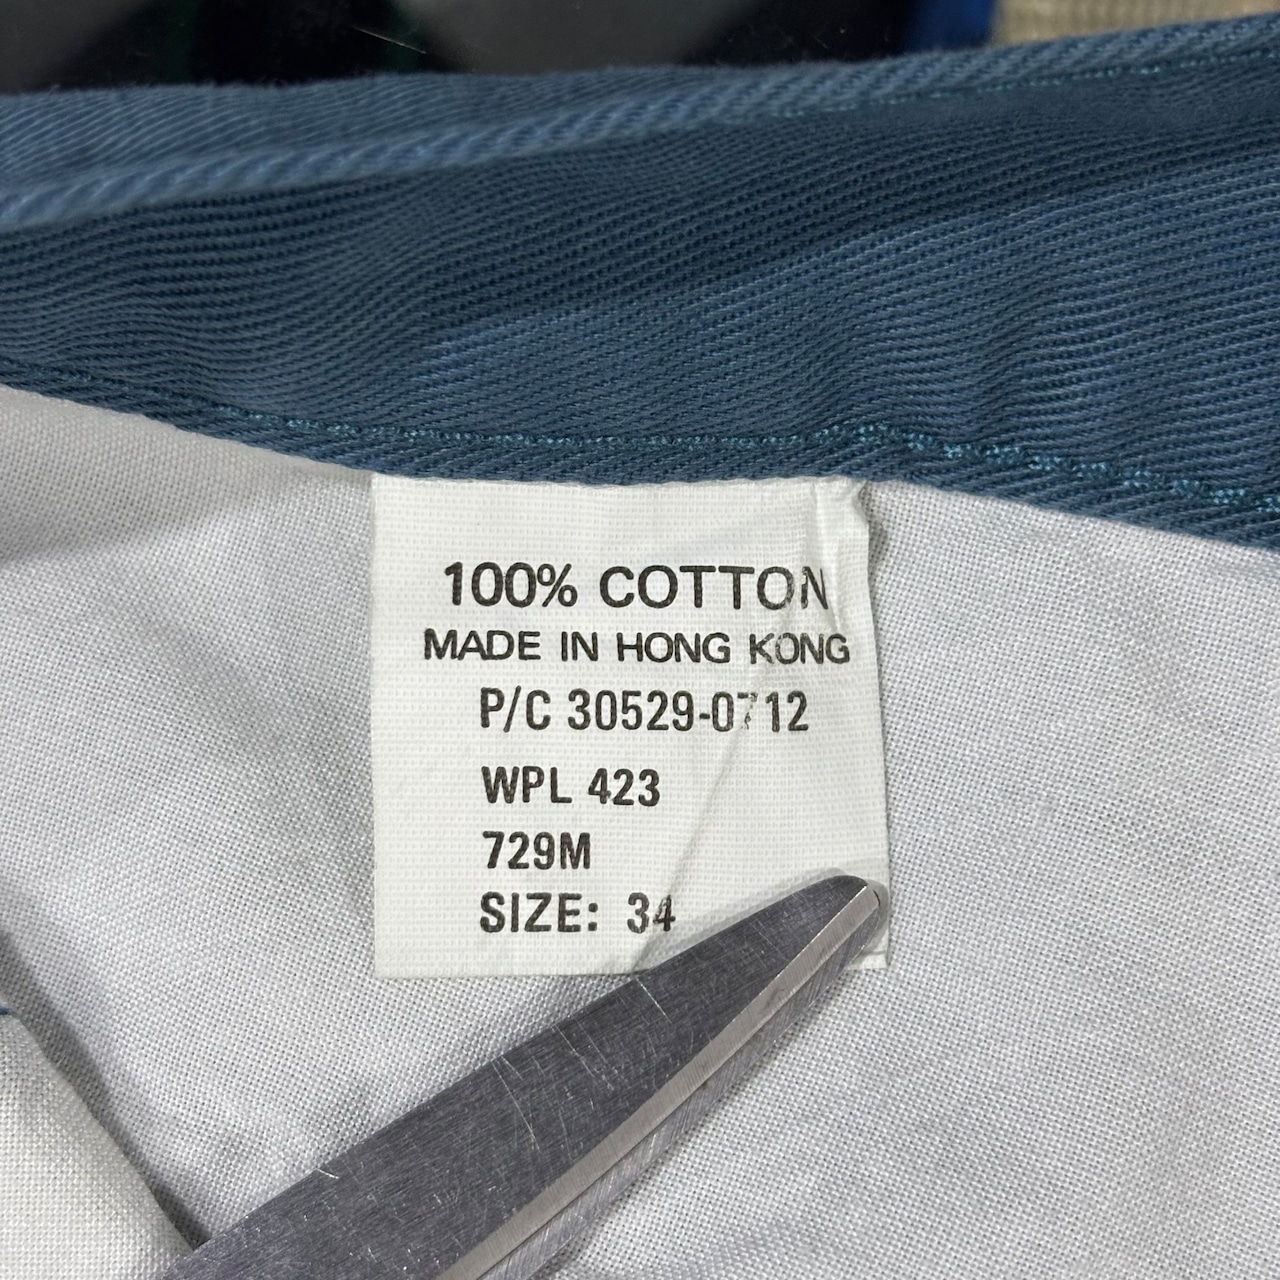 100% COTTON
MADE IN HONG KONG
P/C 30529-0712
WPL 423
729M
SIZE: 34